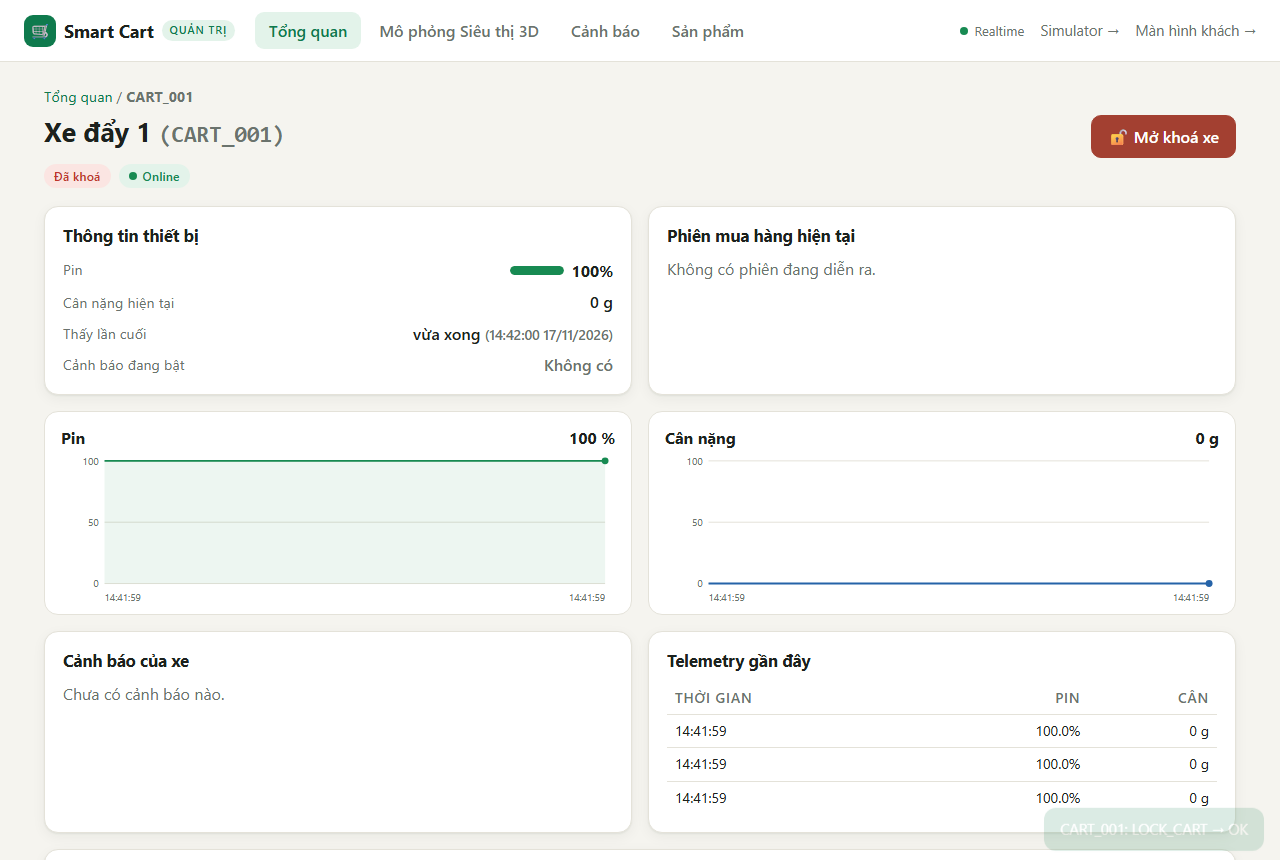 Smart Cart QUẢN TRỊ Tổng quan Mô phỏng Siêu thị 3D Cảnh báo Sản phẩm Realtime Simulator → Màn hình khách →
Tổng quan / CART_001
Xe đẩy 1 (CART_001)
Mở khoá xe
Đã khoá Online
Thông tin thiết bị
Pin 100%
Cân nặng hiện tại 0 g
Thấy lần cuối vừa xong (14:42:00 17/11/2026)
Cảnh báo đang bật Không có
Phiên mua hàng hiện tại
Không có phiên đang diễn ra.
Pin 100 %
100
50
0
14:41:59 14:41:59
Cân nặng 0 g
100
50
0
14:41:59 14:41:59
Cảnh báo của xe
Chưa có cảnh báo nào.
Telemetry gần đây
THỜI GIAN PIN CÂN
14:41:59 100.0% 0 g
14:41:59 100.0% 0 g
14:41:59 100.0% 0 g
CART_001: LOCK_CART → OK